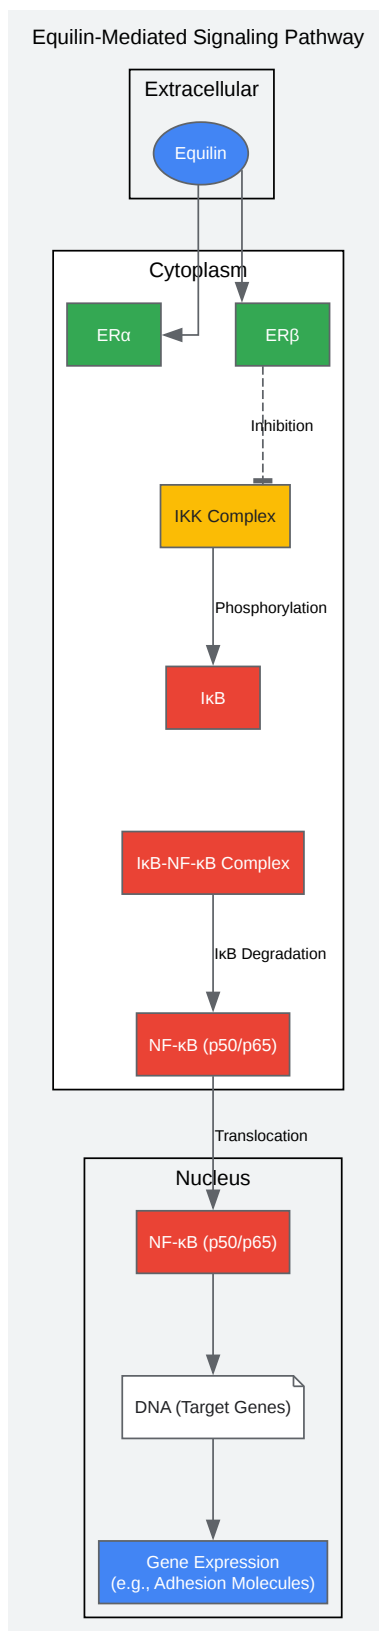 Equilin-Mediated Signaling Pathway
Extracellular
Equilin
Cytoplasm
ERα
ERβ
Inhibition
IKK Complex
Phosphorylation
IκB
IκB-NF-κB Complex
IκB Degradation
NF-κB (p50/p65)
Translocation
Nucleus
NF-κB (p50/p65)
DNA (Target Genes)
Gene Expression
(e.g., Adhesion Molecules)